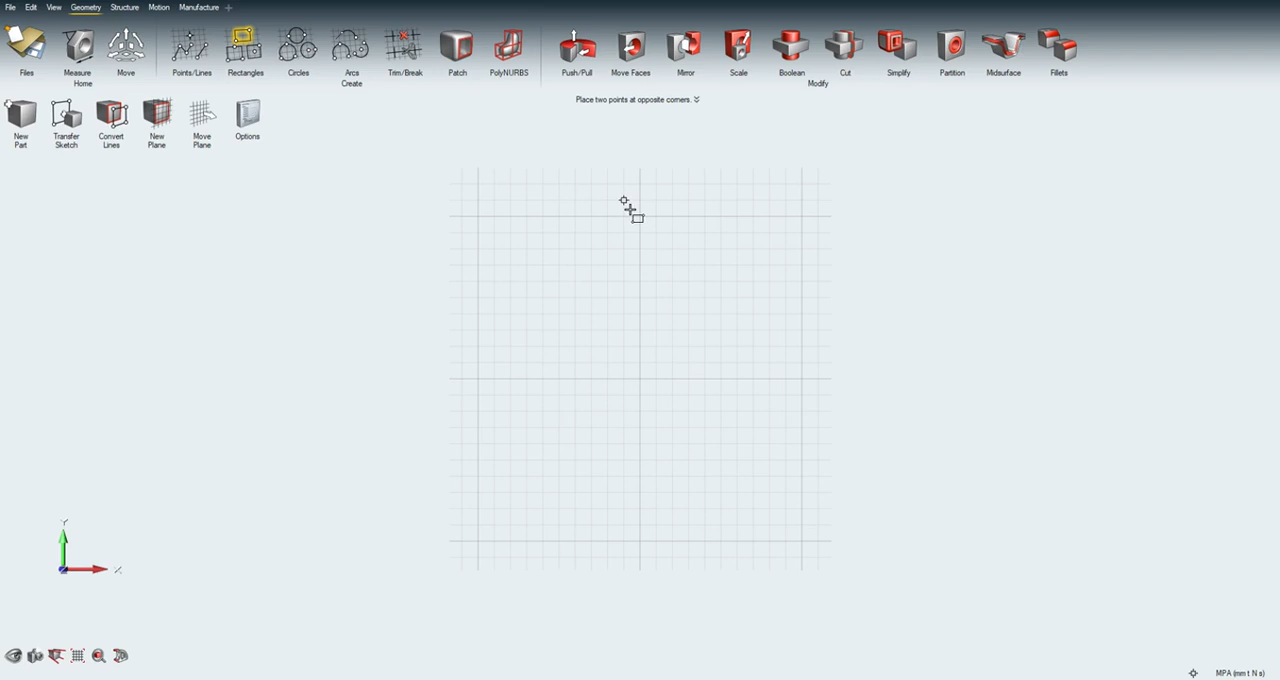 File Edit View Geometry Structure Motion Manufacture
Files Measure Move Points/Lines Rectangles Circles Arcs Trim/Break Patch PolyNURBS Push/Pull Move Faces Mirror Scale Boolean Cut Simplify Partition Midsurface Fillets
Home Create Modify
Place two points at opposite corners.
New Part
Transfer Sketch
Convert Lines
New Plane
Move Plane
Options
Y
X
MPA (mm t N s)